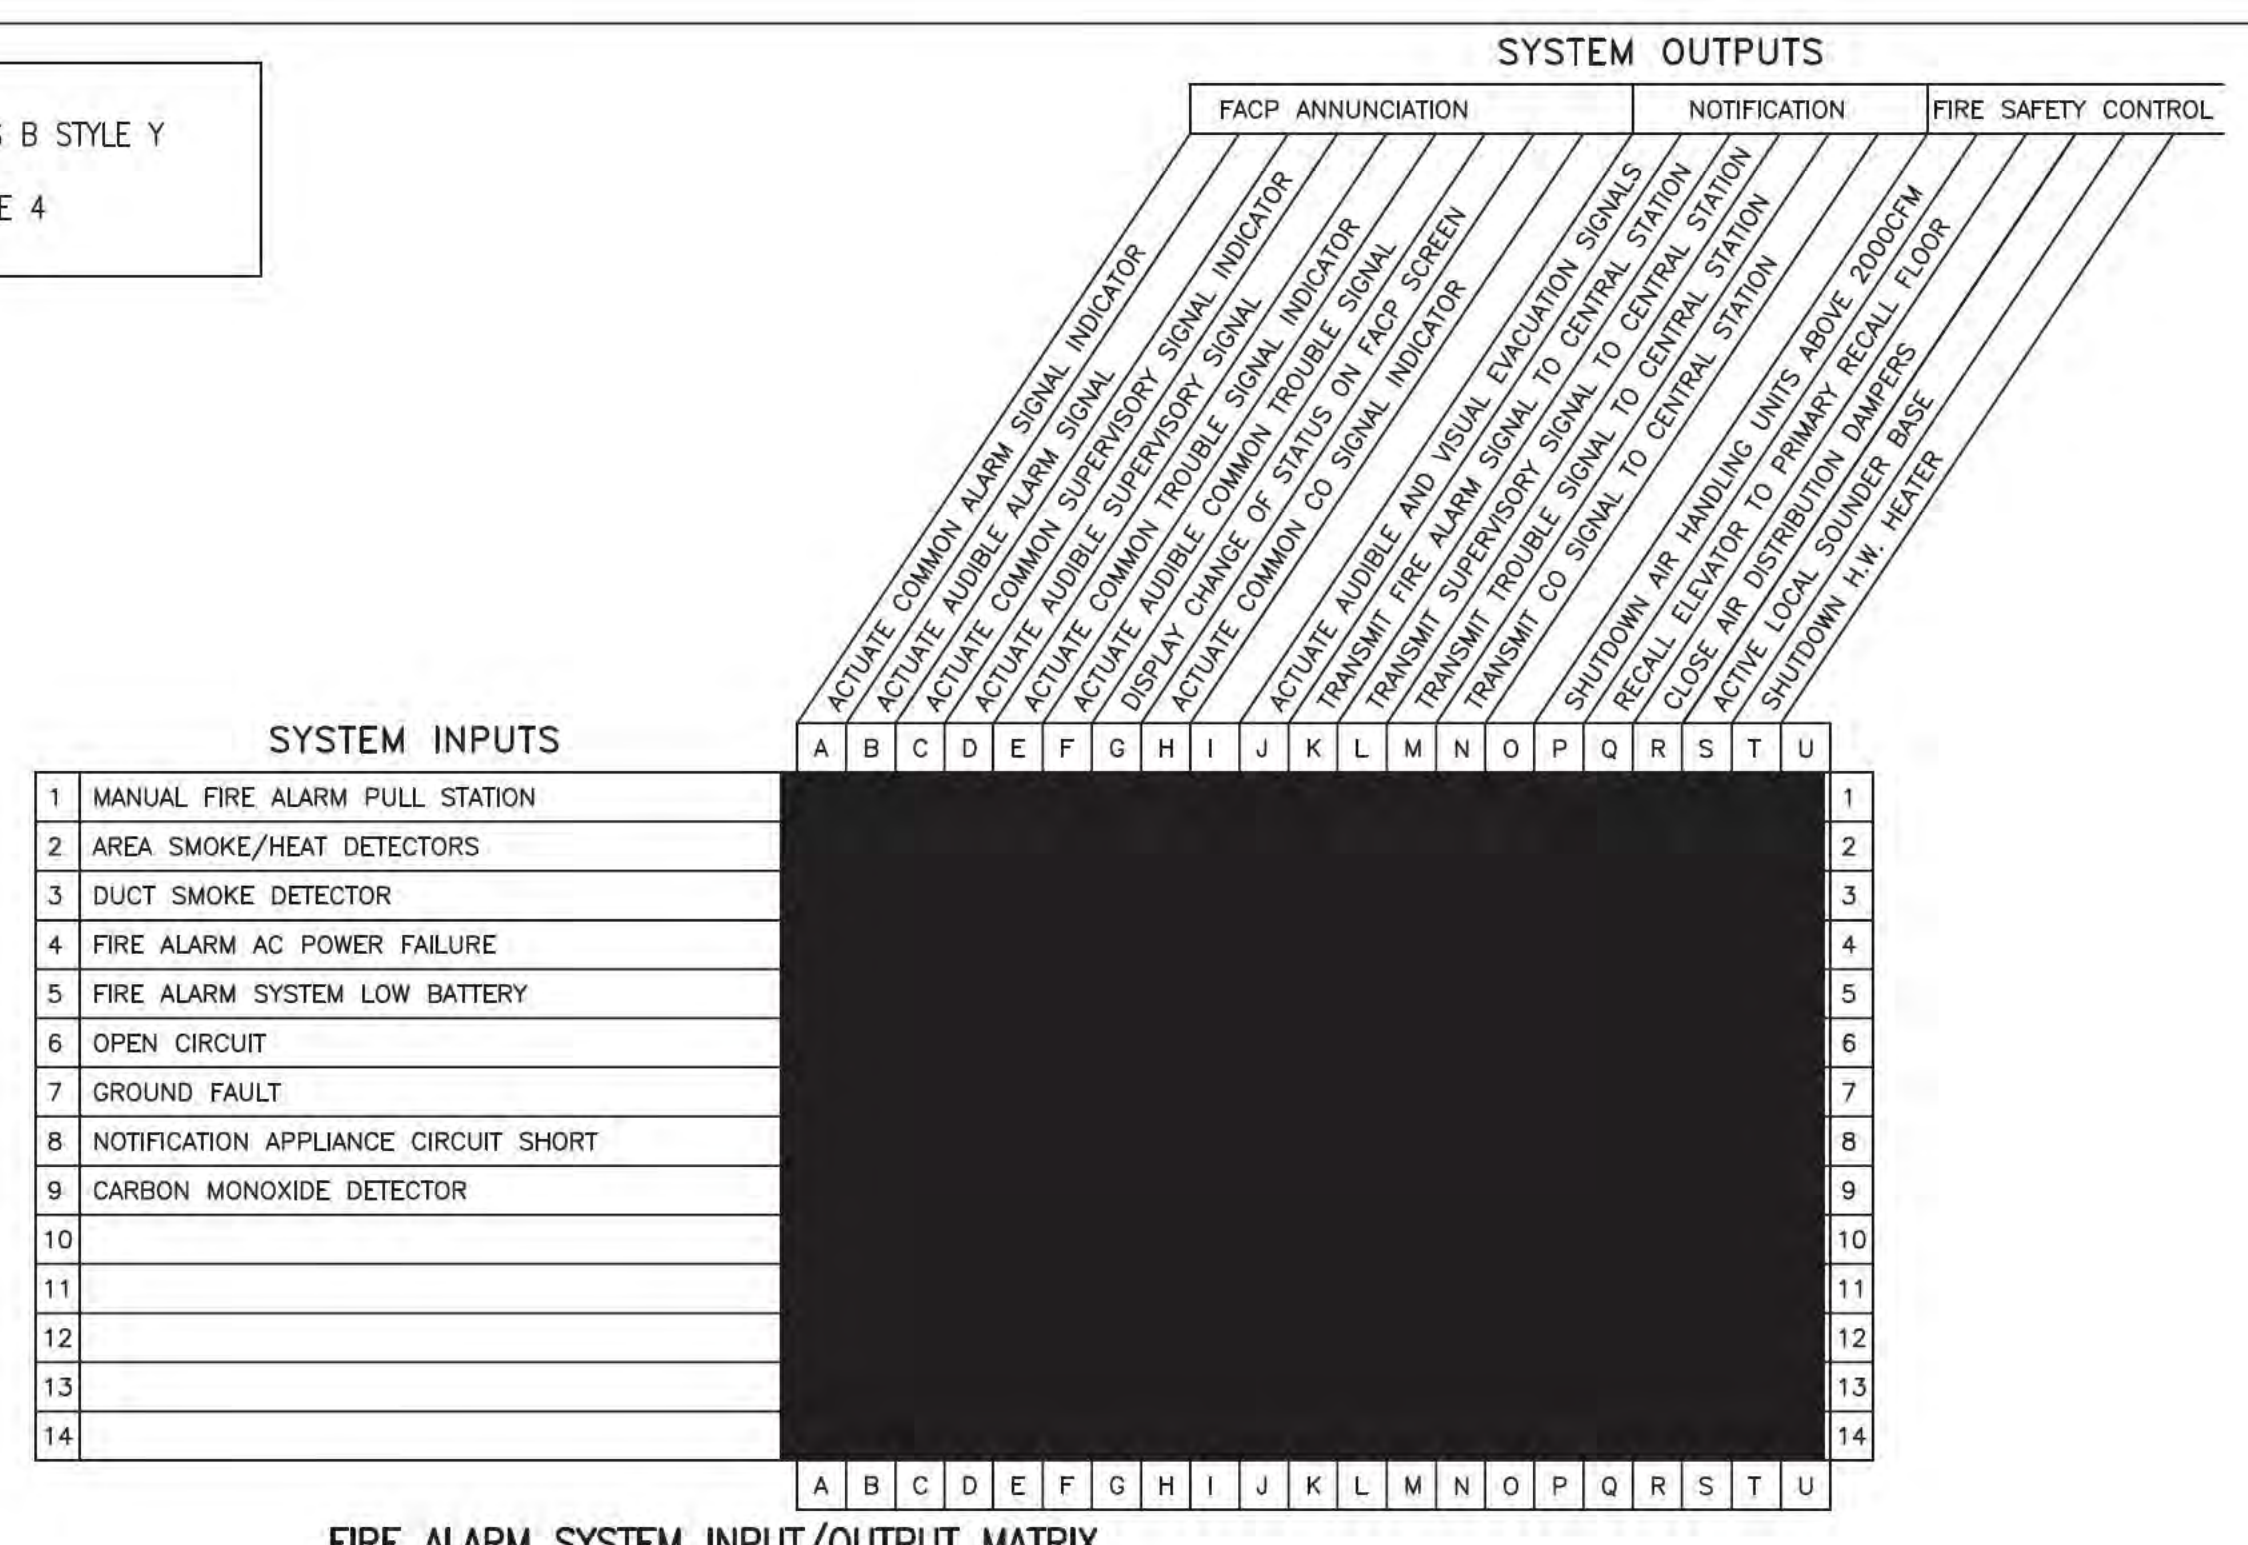 SYSTEM OUTPUTS
FACP ANNUNCIATION NOTIFICATION FIRE SAFETY CONTROL
B STYLE Y
E 4
ACTUATE COMMON ALARM SIGNAL INDICATOR
ACTUATE AUDIBLE ALARM SIGNAL
ACTUATE COMMON SUPERVISORY SIGNAL INDICATOR
ACTUATE AUDIBLE SUPERVISORY SIGNAL
ACTUATE COMMON TROUBLE SIGNAL INDICATOR
ACTUATE AUDIBLE COMMON TROUBLE SIGNAL
DISPLAY CHANGE OF STATUS ON FACP SCREEN
ACTUATE COMMON CO SIGNAL INDICATOR
ACTUATE AUDIBLE AND VISUAL EVACUATION SIGNALS
TRANSMIT FIRE ALARM SIGNAL TO CENTRAL STATION
TRANSMIT SUPERVISORY SIGNAL TO CENTRAL STATION
TRANSMIT TROUBLE SIGNAL TO CENTRAL STATION
TRANSMIT CO SIGNAL TO CENTRAL STATION
SHUTDOWN AIR HANDLING UNITS ABOVE 2000CFM
RECALL ELEVATOR TO PRIMARY RECALL FLOOR
CLOSE AIR DISTRIBUTION DAMPERS
ACTIVE LOCAL SOUNDER BASE
SHUTDOWN H.W. HEATER
SYSTEM INPUTS
A B C D E F G H I J K L M N O P Q R S T U
1 MANUAL FIRE ALARM PULL STATION 1
2 AREA SMOKE/HEAT DETECTORS 2
3 DUCT SMOKE DETECTOR 3
4 FIRE ALARM AC POWER FAILURE 4
5 FIRE ALARM SYSTEM LOW BATTERY 5
6 OPEN CIRCUIT 6
7 GROUND FAULT 7
8 NOTIFICATION APPLIANCE CIRCUIT SHORT 8
9 CARBON MONOXIDE DETECTOR 9
10 10
11 11
12 12
13 13
14 14
A B C D E F G H I J K L M N O P Q R S T U
FIRE ALARM SYSTEM INPUT/OUTPUT MATRIX